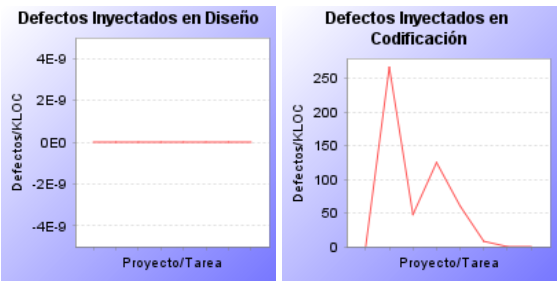 Defectos Inyectados en Diseño
4E-9
2E-9
0E0
-2E-9
-4E-9
Defectos/KLOC
Proyecto/Tarea
Defectos Inyectados en
Codificación
250
200
150
100
50
0
Defectos/KLOC
Proyecto/Tarea